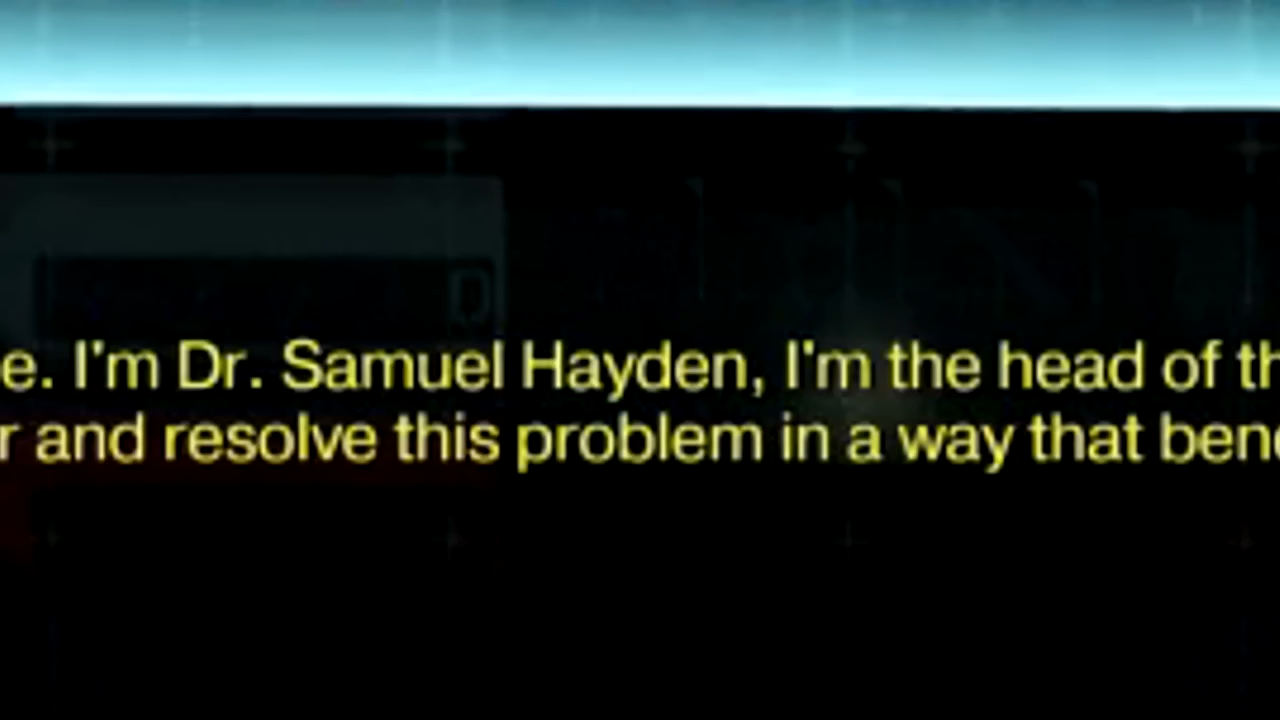 e. I'm Dr. Samuel Hayden, I'm the head of th
r and resolve this problem in a way that bene